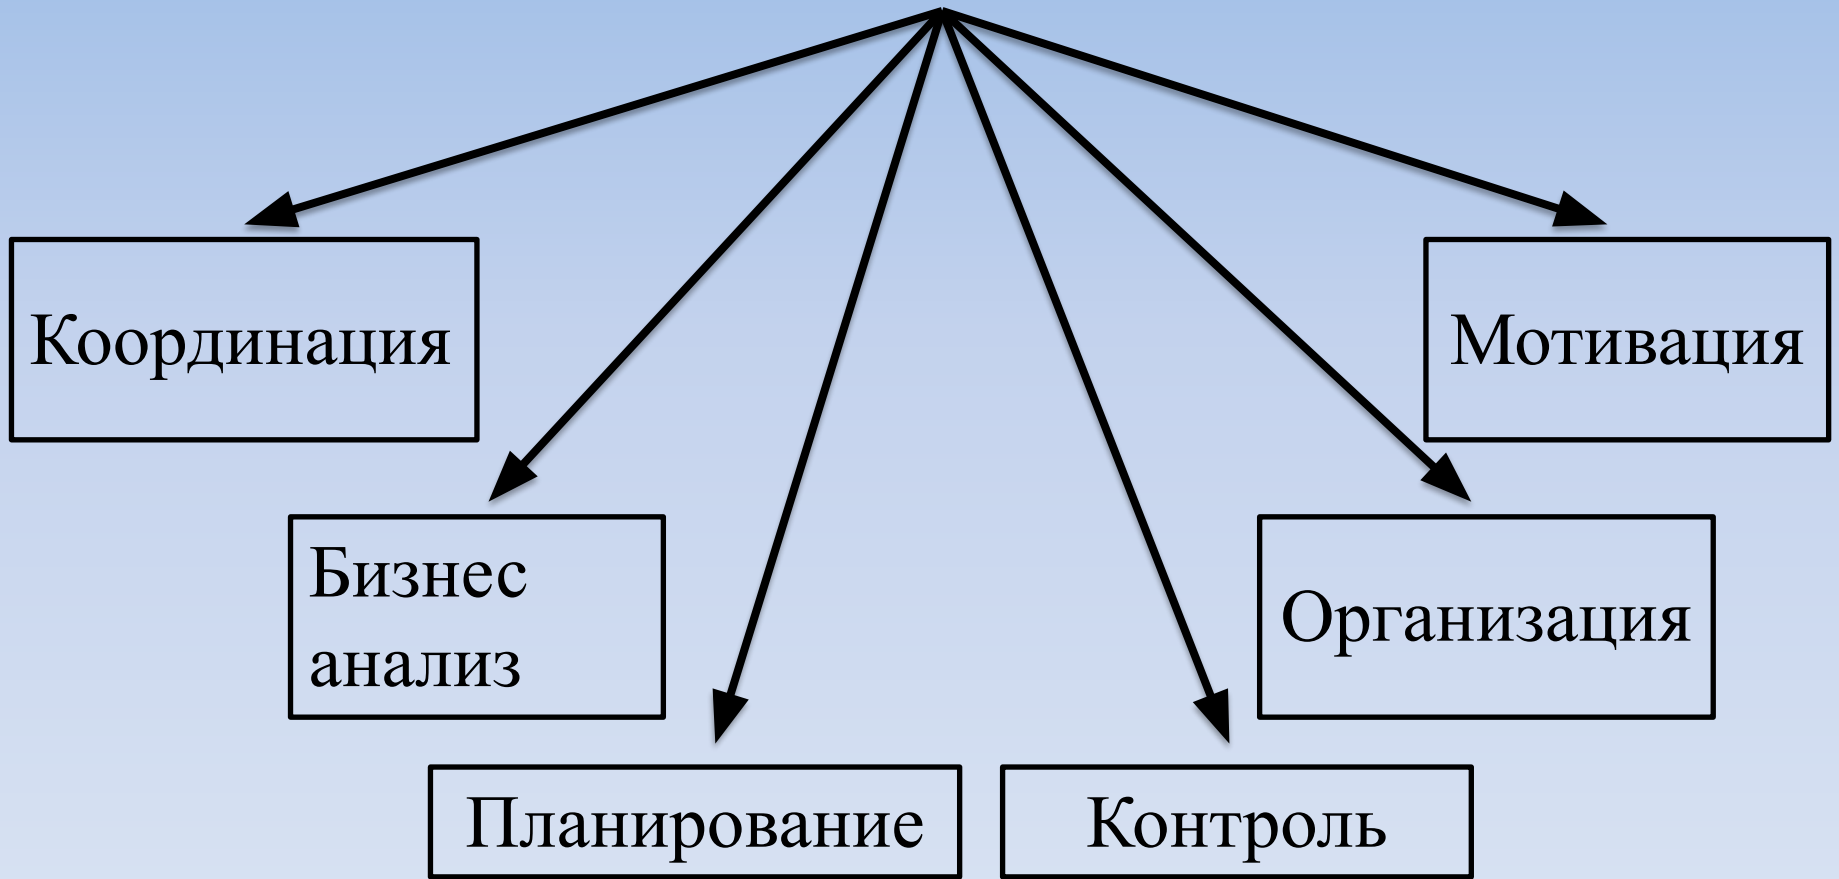 Координация
Мотивация
Бизнес
анализ
Организация
Планирование
Контроль